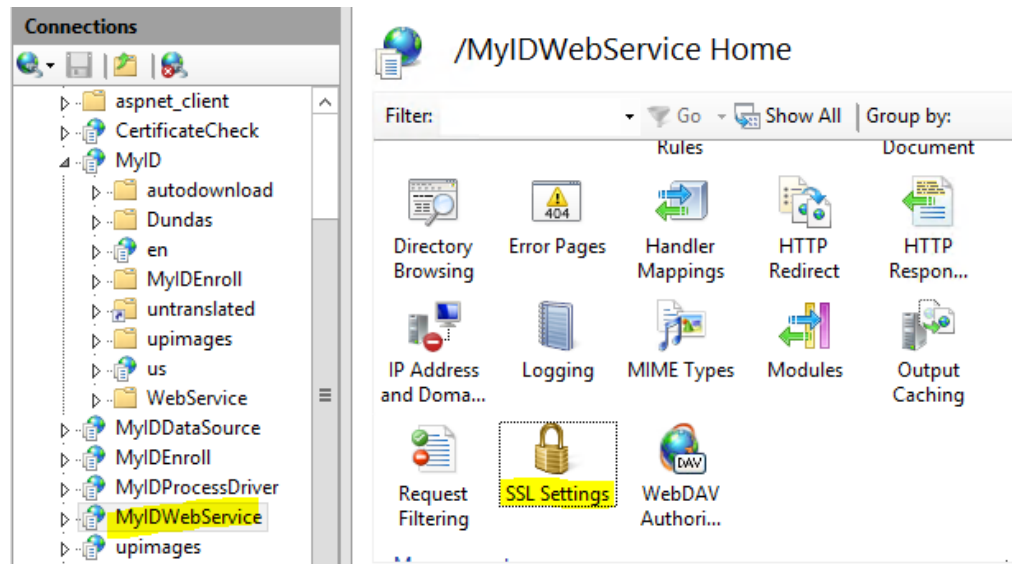 Connections
aspnet_client
CertificateCheck
MyID
autodownload
Dundas
en
MyIDEnroll
untranslated
upimages
us
WebService
MyIDDataSource
MyIDEnroll
MyIDProcessDriver
MyIDWebService
upimages
/MyIDWebService Home
Filter: Go Show All Group by:
Rules Document
404
Directory Error Pages Handler HTTP HTTP
Browsing Mappings Redirect Respon...
IP Address Logging MIME Types Modules Output
and Doma... Caching
DAV
Request SSL Settings WebDAV
Filtering Authori...